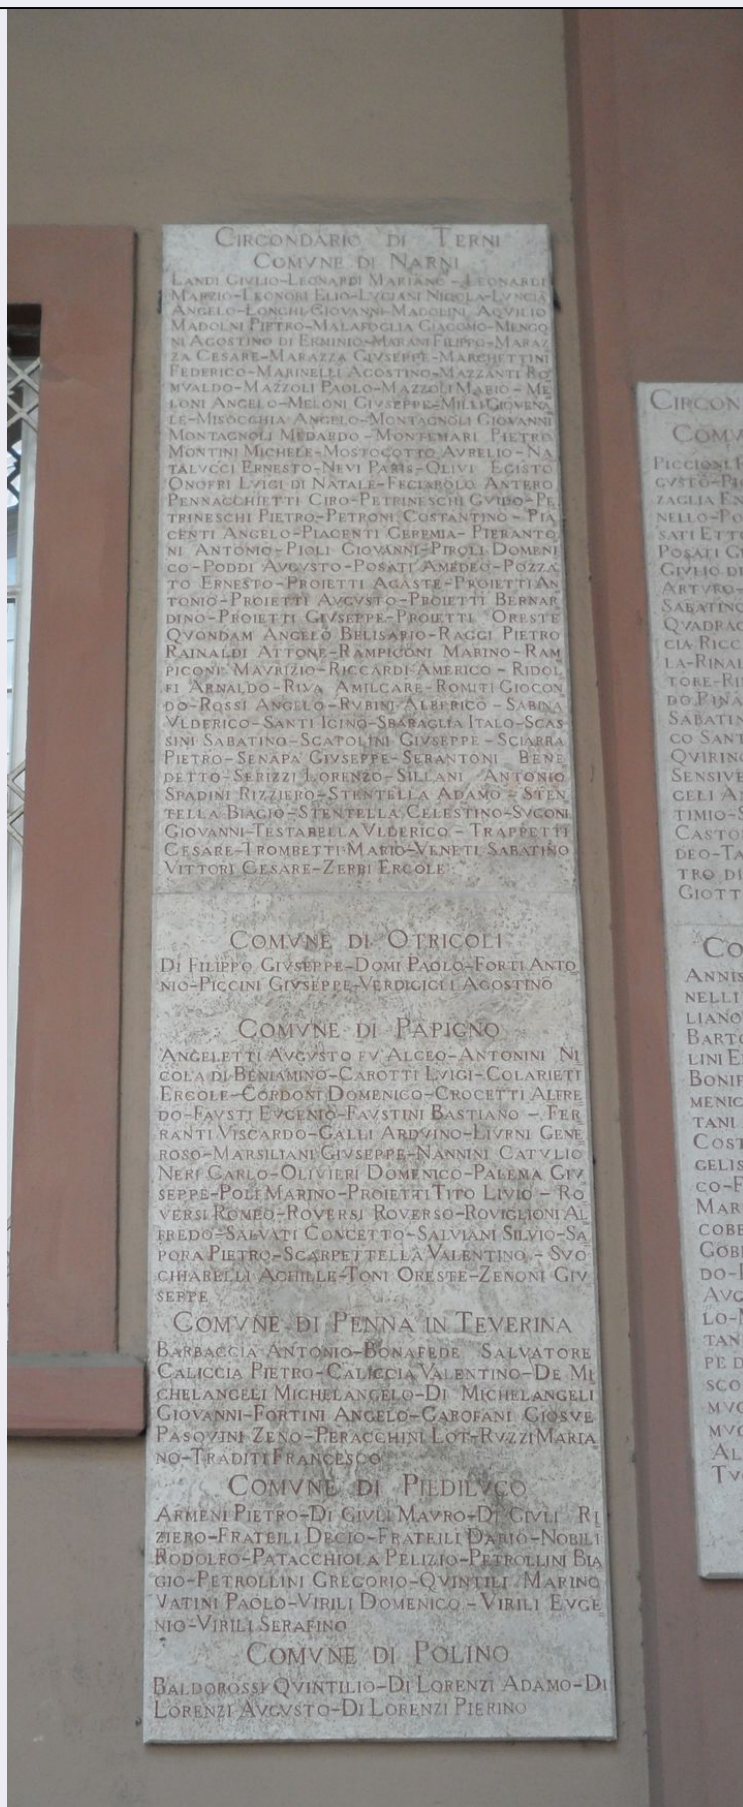 CIRCONDARIO DI TERNI
COMVNE DI NARNI
LANDI GIVLIO-LEONARDI MARIANO-LEONARDI
MARZIO-LEONORI ELIO-LVCIANI NICOLA-LVNCIA
ANGELO-LONGHI GIOVANNI-MADOLINI AQVILIO
MADOLNI PIETRO-MALAFOGLIA GIACOMO-MENGO
NI AGOSTINO DI ERMINIO-MARANI FILIPPO-MARAZ
ZA CESARE-MARAZZA GIVSEPPE-MARCHETTINI
FEDERICO-MARINELLI AGOSTINO-MAZZANTI RO
MVALDO-MAZZOLI PAOLO-MAZZOLI MARIO-ME
LONI ANGELO-MELONI GIVSEPPE-MILLI GIOVENA
LE-MISOCCHIA ANGELO-MONTAGNOLI GIOVANNI
MONTAGNOLI MEDARDO-MONTEMARI PIETRO
MONTINI MICHELE-MOSTOCOTTO AVRELIO-NA
TALVCCI ERNESTO-NEVI PARIS-OLIVI EGISTO
ONOFRI LVIGI DI NATALE-FECIAROLO ANTERO
PENNACCHIETTI CIRO-PETRINESCHI GVIDO-PE
TRINESCHI PIETRO-PETRONI COSTANTINO-PIA
CENTI ANGELO-PIACENTI GEREMIA-PIERANTO
NI ANTONIO-PIOLI GIOVANNI-PIROLI DOMENI
CO-PODDI AVGVSTO-POSATI AMEDEO-POZZA
TO ERNESTO-PROIETTI AGASTE-PROIETTI AN
TONIO-PROIETTI AVGVSTO-PROIETTI BERNAR
DINO-PROIETTI GIVSEPPE-PROIETTI ORESTE
QVONDAM ANGELO BELISARIO-RAGGI PIETRO
RAINALDI ATTONE-RAMPICONI MARINO-RAM
PICONI MAVRIZIO-RICCARDI AMERICO-RIDOL
FI ARNALDO-RIVA AMILCARE-ROMITI GIOCON
DO-ROSSI ANGELO-RVBINI ALBERICO-SABINA
VLDERICO-SANTI IGINO-SBARAGLIA ITALO-SCAS
SINI SABATINO-SCATOLINI GIVSEPPE-SCIARRA
PIETRO-SENAPA GIVSEPPE-SERANTONI BENE
DETTO-SERIZZI LORENZO-SILLANI ANTONIO
SPADINI RIZZIERO-STENTELLA ADAMO-STEN
TELLA BIAGIO-STENTELLA CELESTINO-SVGONI
GIOVANNI-TESTARELLA VLDERICO-TRAPPETTI
CESARE-TROMBETTI MARIO-VENETI SABATINO
VITTORI CESARE-ZERBI ERCOLE
COMVNE DI OTRICOLI
DI FILIPPO GIVSEPPE-DOMI PAOLO-FORTI ANTO
NIO-PICCINI GIVSEPPE-VERDIGIGLI AGOSTINO
COMVNE DI PAPIGNO
ANGELETTI AVGVSTO FV ALCEO-ANTONINI NI
COLA DI BENIAMINO-CAROTTI LVIGI-COLARIETI
ERCOLE-CORDONI DOMENICO-CROCETTI ALFRE
DO-FAVSTI EVGENIO-FAVSTINI BASTIANO-FER
RANTI VISCARDO-GALLI ARDVINO-LIVRNI GENE
ROSO-MARSILIANI GIVSEPPE-NANNINI CATVLIO
NERI CARLO-OLIVIERI DOMENICO-PALEMA GIV
SEPPE-POLI MARINO-PROIETTI TITO LIVIO-RO
VERSI ROMEO-ROVERSI ROVERSO-ROVIGLIONI AL
FREDO-SALVATI CONCETTO-SALVIANI SILVIO-SA
PORA PIETRO-SCARPETTELLA VALENTINO-SVO
CHIARELLI ACHILLE-TONI ORESTE-ZENONI GIV
SEPPE
COMVNE DI PENNA IN TEVERINA
BARBACCIA ANTONIO-BONAFEDE SALVATORE
CALICCIA PIETRO-CALICCIA VALENTINO-DE MI
CHELANGELI MICHELANGELO-DI MICHELANGELI
GIOVANNI-FORTINI ANGELO-GAROFANI GIOSVE
PASQVINI ZENO-PERACCHINI LOT-RVZZI MARIA
NO-TRADITI FRANCESCO
COMVNE DI PIEDILVCO
ARMENI PIETRO-DI GIVLI MAVRO-DI GIVLI RI
ZIERO-FRATEILI DECIO-FRATEILI DARIO-NOBILI
RODOLFO-PATACCHIOLA PELIZIO-PETROLLINI BIA
GIO-PETROLLINI GREGORIO-QVINTILI MARINO
VATINI PAOLO-VIRILI DOMENICO-VIRILI EVGE
NIO-VIRILI SERAFINO
COMVNE DI POLINO
BALDOROSSI QVINTILIO-DI LORENZI ADAMO-DI
LORENZI AVGVSTO-DI LORENZI PIERINO